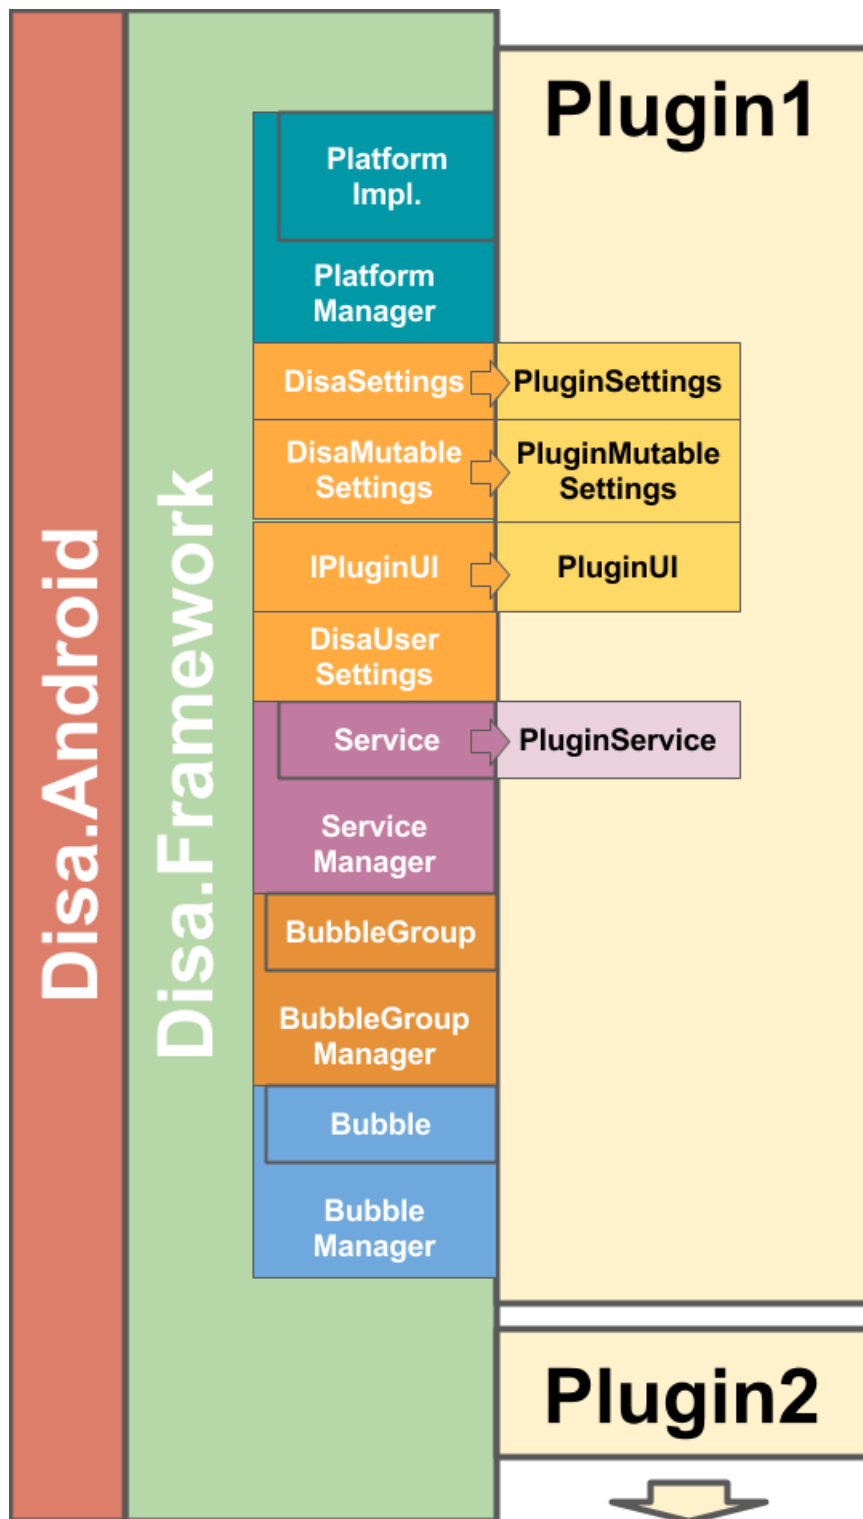 Disa.Android
Disa.Framework
Plugin1
Platform
Impl.
Platform
Manager
DisaSettings
PluginSettings
DisaMutable
Settings
PluginMutable
Settings
IPluginUI
PluginUI
DisaUser
Settings
Service
PluginService
Service
Manager
BubbleGroup
BubbleGroup
Manager
Bubble
Bubble
Manager
Plugin2